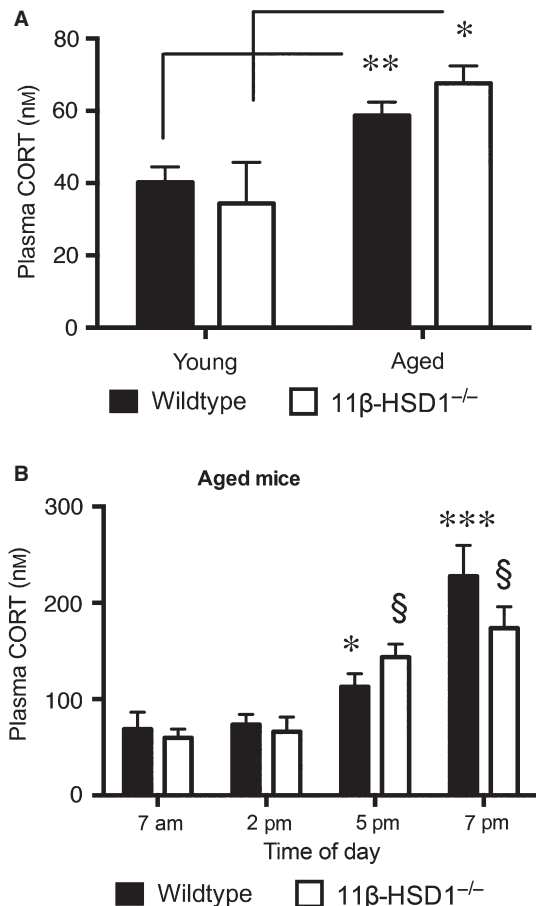 A
80
60
40
20
0
Plasma CORT (nM)
**
*
Young
Aged
Wildtype
11β-HSD1–/–
B
Aged mice
300
200
100
0
Plasma CORT (nM)
*
§
***
§
7 am
2 pm
5 pm
7 pm
Time of day
Wildtype
11β-HSD1–/–